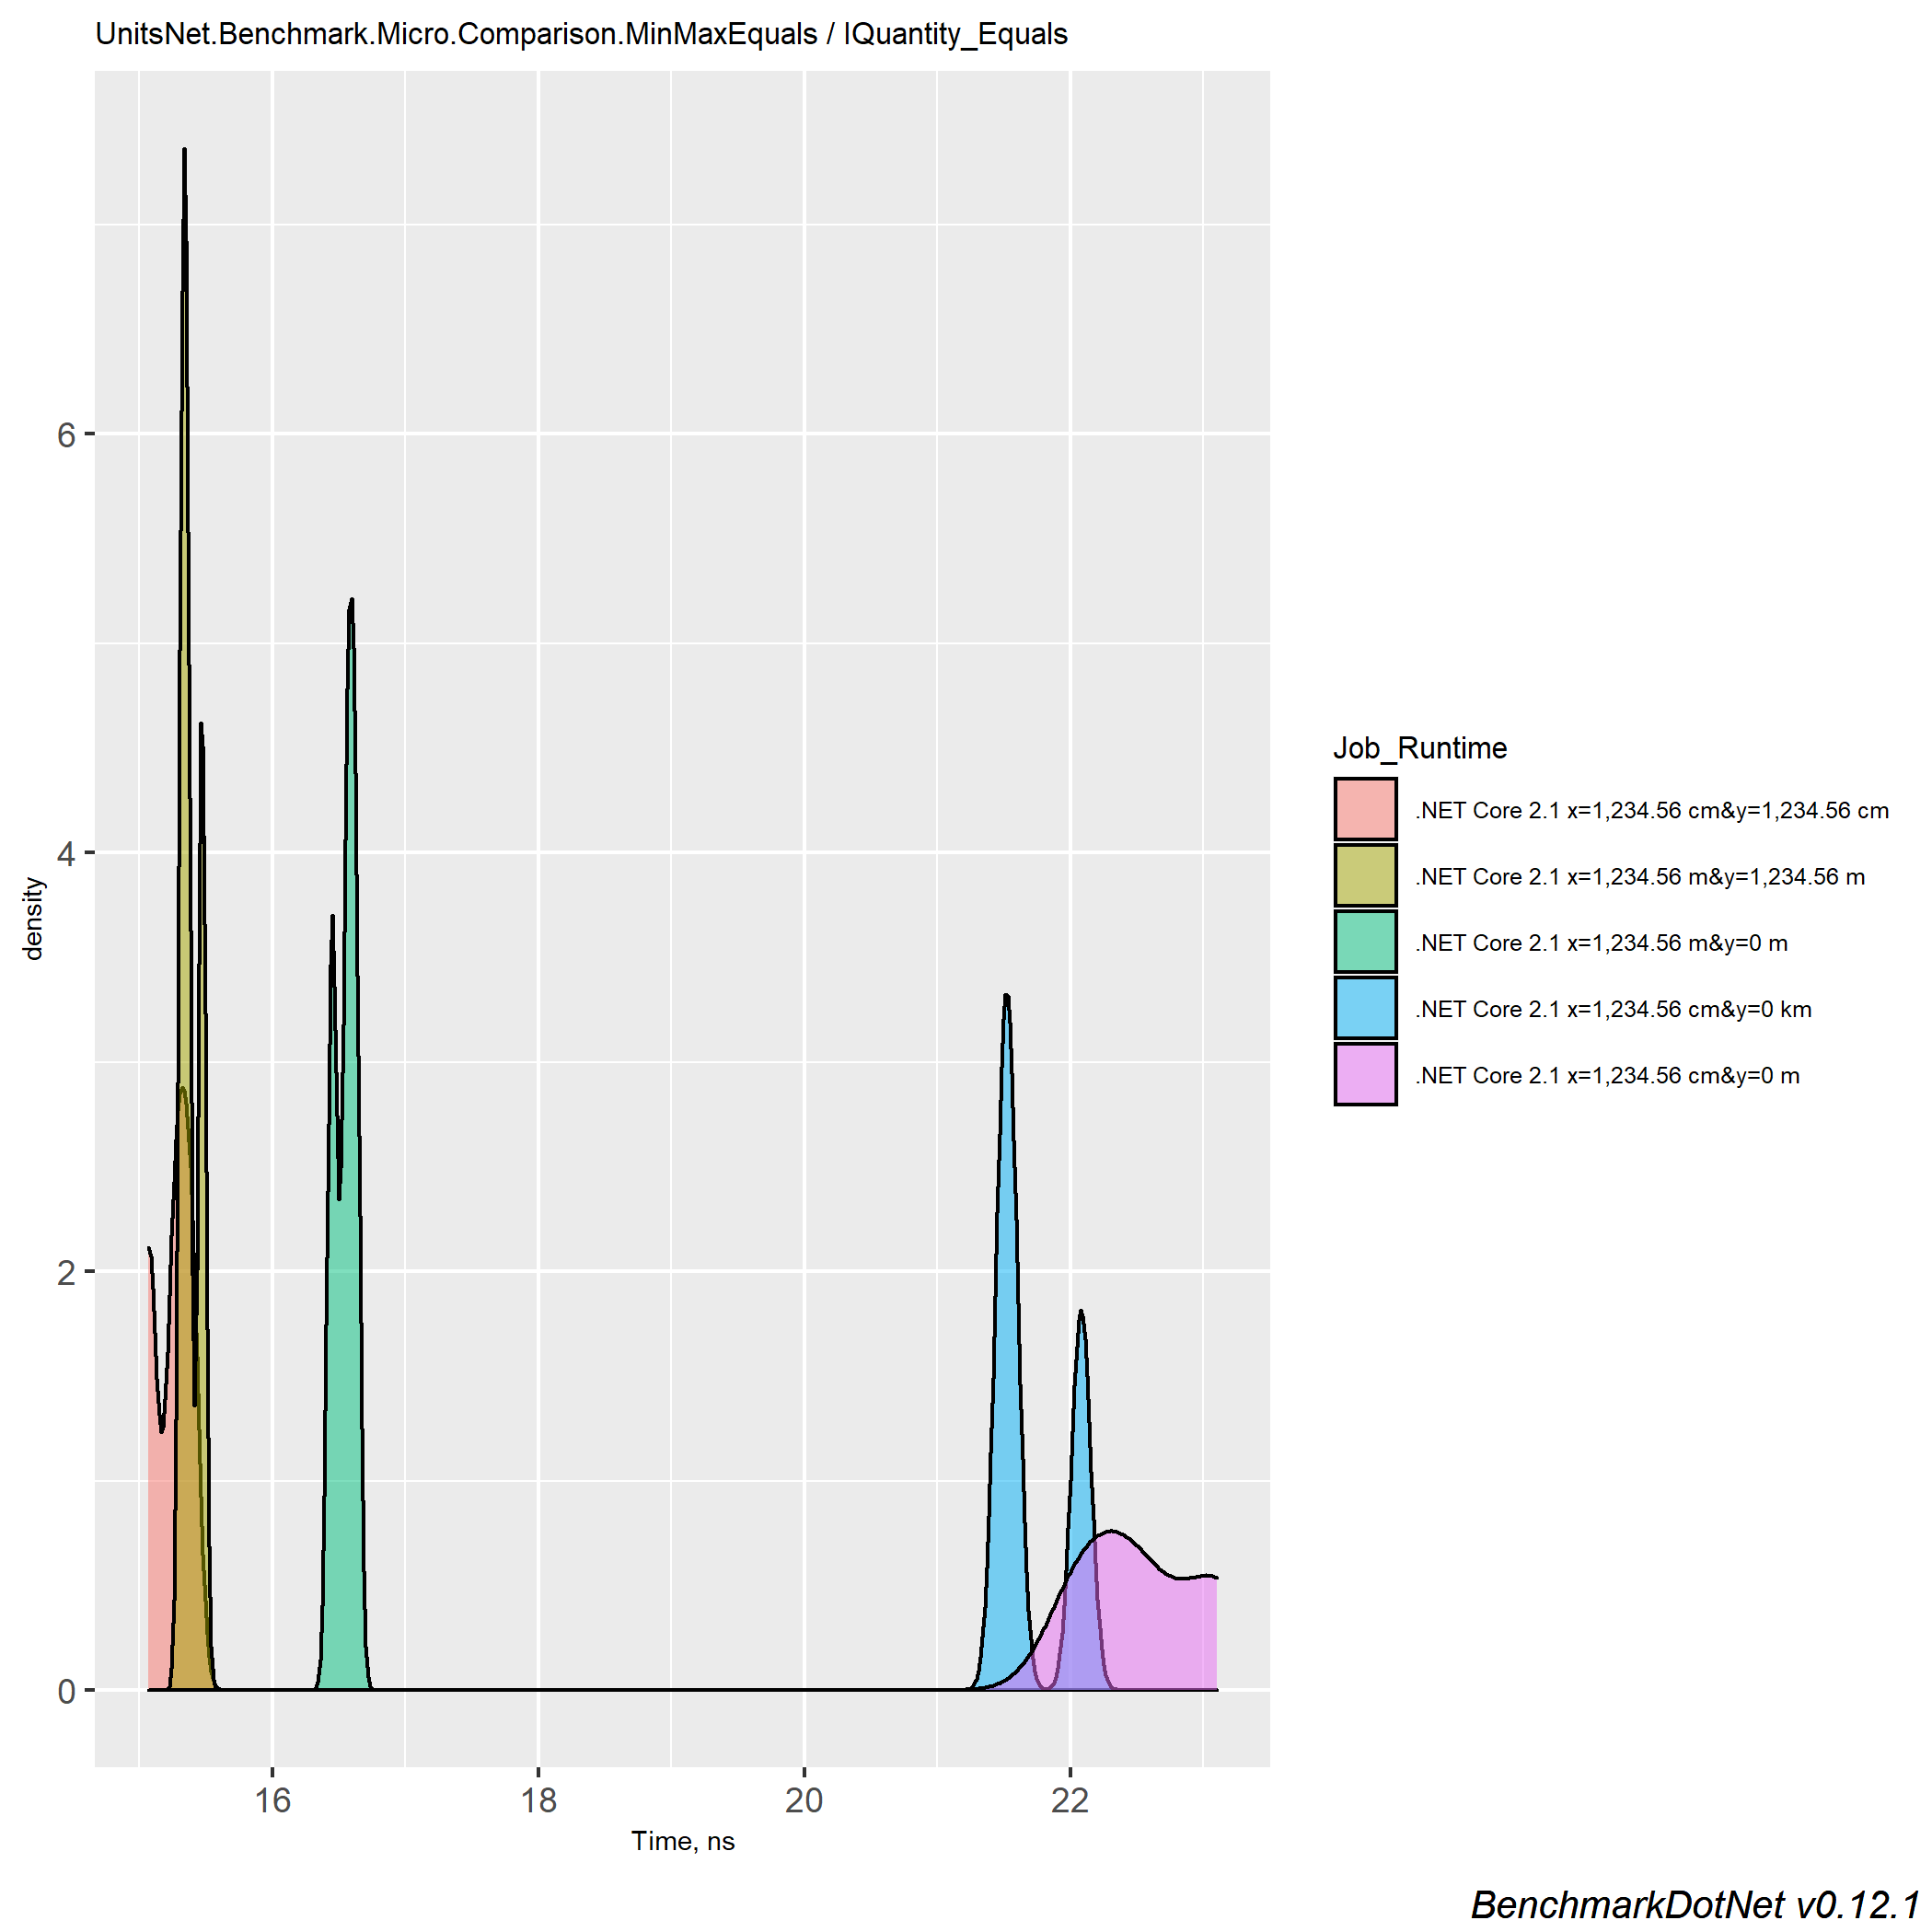 UnitsNet.Benchmark.Micro.Comparison.MinMaxEquals / IQuantity_Equals
6
4
2
0
density
16 18 20 22
Time, ns
Job_Runtime
.NET Core 2.1 x=1,234.56 cm&y=1,234.56 cm
.NET Core 2.1 x=1,234.56 m&y=1,234.56 m
.NET Core 2.1 x=1,234.56 m&y=0 m
.NET Core 2.1 x=1,234.56 cm&y=0 km
.NET Core 2.1 x=1,234.56 cm&y=0 m
BenchmarkDotNet v0.12.1